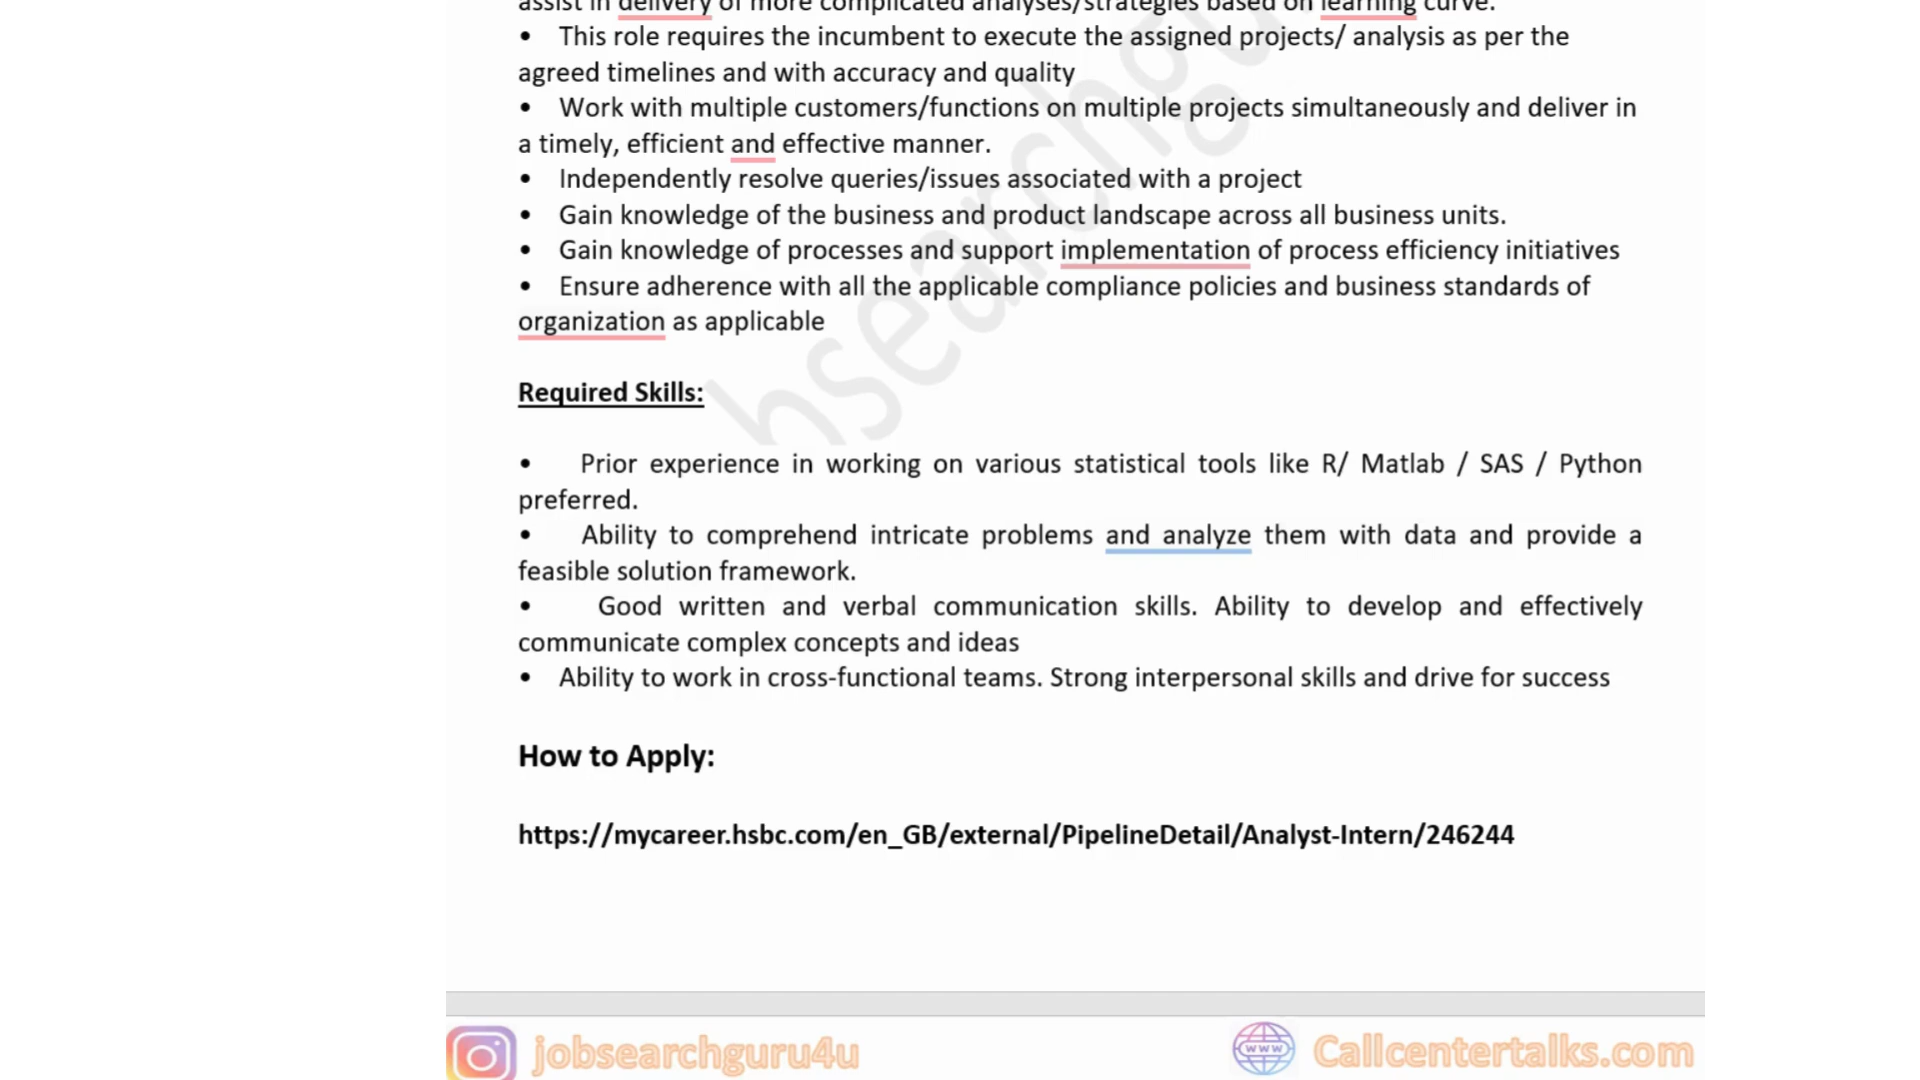 assist in delivery of more complicated analyses/strategies based on learning curve.
• This role requires the incumbent to execute the assigned projects/ analysis as per the
agreed timelines and with accuracy and quality
• Work with multiple customers/functions on multiple projects simultaneously and deliver in
a timely, efficient and effective manner.
• Independently resolve queries/issues associated with a project
• Gain knowledge of the business and product landscape across all business units.
• Gain knowledge of processes and support implementation of process efficiency initiatives
• Ensure adherence with all the applicable compliance policies and business standards of
organization as applicable
Required Skills:
• Prior experience in working on various statistical tools like R/ Matlab / SAS / Python
preferred.
• Ability to comprehend intricate problems and analyze them with data and provide a
feasible solution framework.
• Good written and verbal communication skills. Ability to develop and effectively
communicate complex concepts and ideas
• Ability to work in cross-functional teams. Strong interpersonal skills and drive for success
How to Apply:
https://mycareer.hsbc.com/en_GB/external/PipelineDetail/Analyst-Intern/246244
jobsearchguru4u
www
Callcentertalks.com